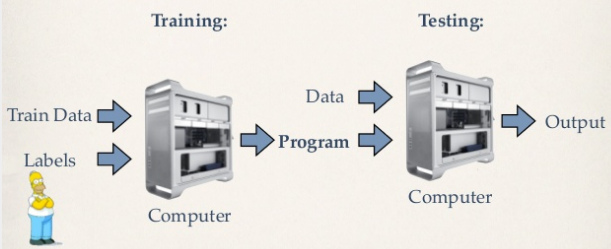 Training:
Testing:
Train Data
Labels
Computer
Program
Data
Computer
Output